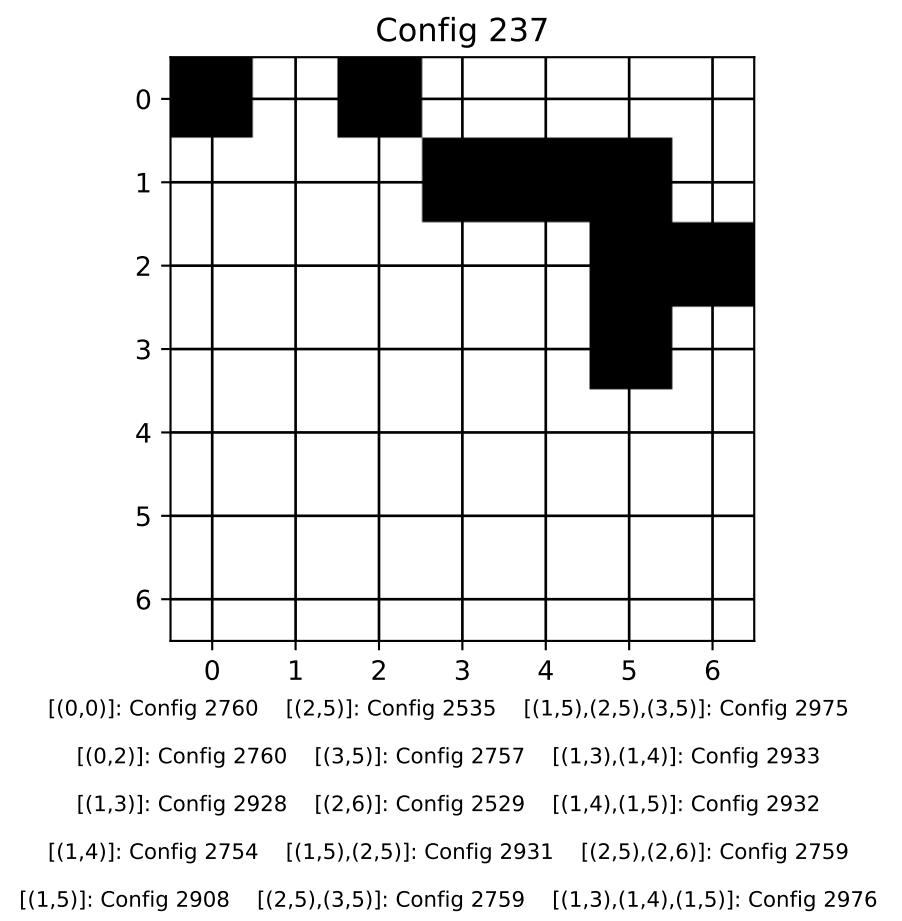 Config 237
0
1
2
3
4
5
6
0 1 2 3 4 5 6
[(0,0)]: Config 2760 [(2,5)]: Config 2535 [(1,5),(2,5),(3,5)]: Config 2975
[(0,2)]: Config 2760 [(3,5)]: Config 2757 [(1,3),(1,4)]: Config 2933
[(1,3)]: Config 2928 [(2,6)]: Config 2529 [(1,4),(1,5)]: Config 2932
[(1,4)]: Config 2754 [(1,5),(2,5)]: Config 2931 [(2,5),(2,6)]: Config 2759
[(1,5)]: Config 2908 [(2,5),(3,5)]: Config 2759 [(1,3),(1,4),(1,5)]: Config 2976